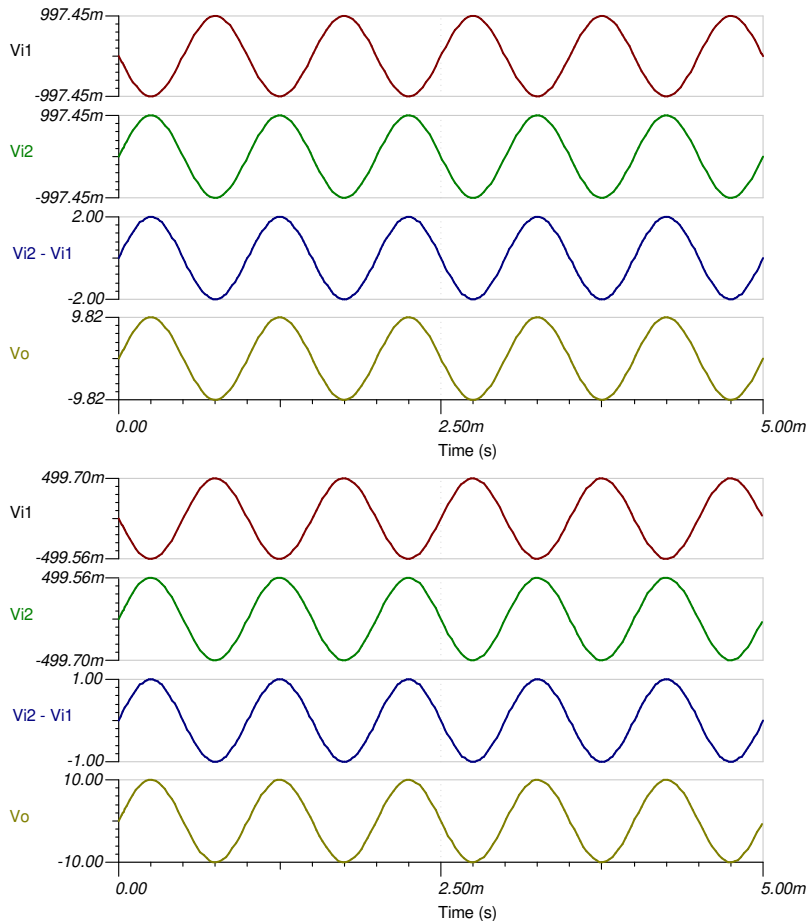 997.45m
Vi1
-997.45m
997.45m
Vi2
-997.45m
2.00
Vi2 - Vi1
-2.00
9.82
Vo
-9.82
0.00 2.50m 5.00m
Time (s)
499.70m
Vi1
-499.56m
499.56m
Vi2
-499.70m
1.00
Vi2 - Vi1
-1.00
10.00
Vo
-10.00
0.00 2.50m 5.00m
Time (s)